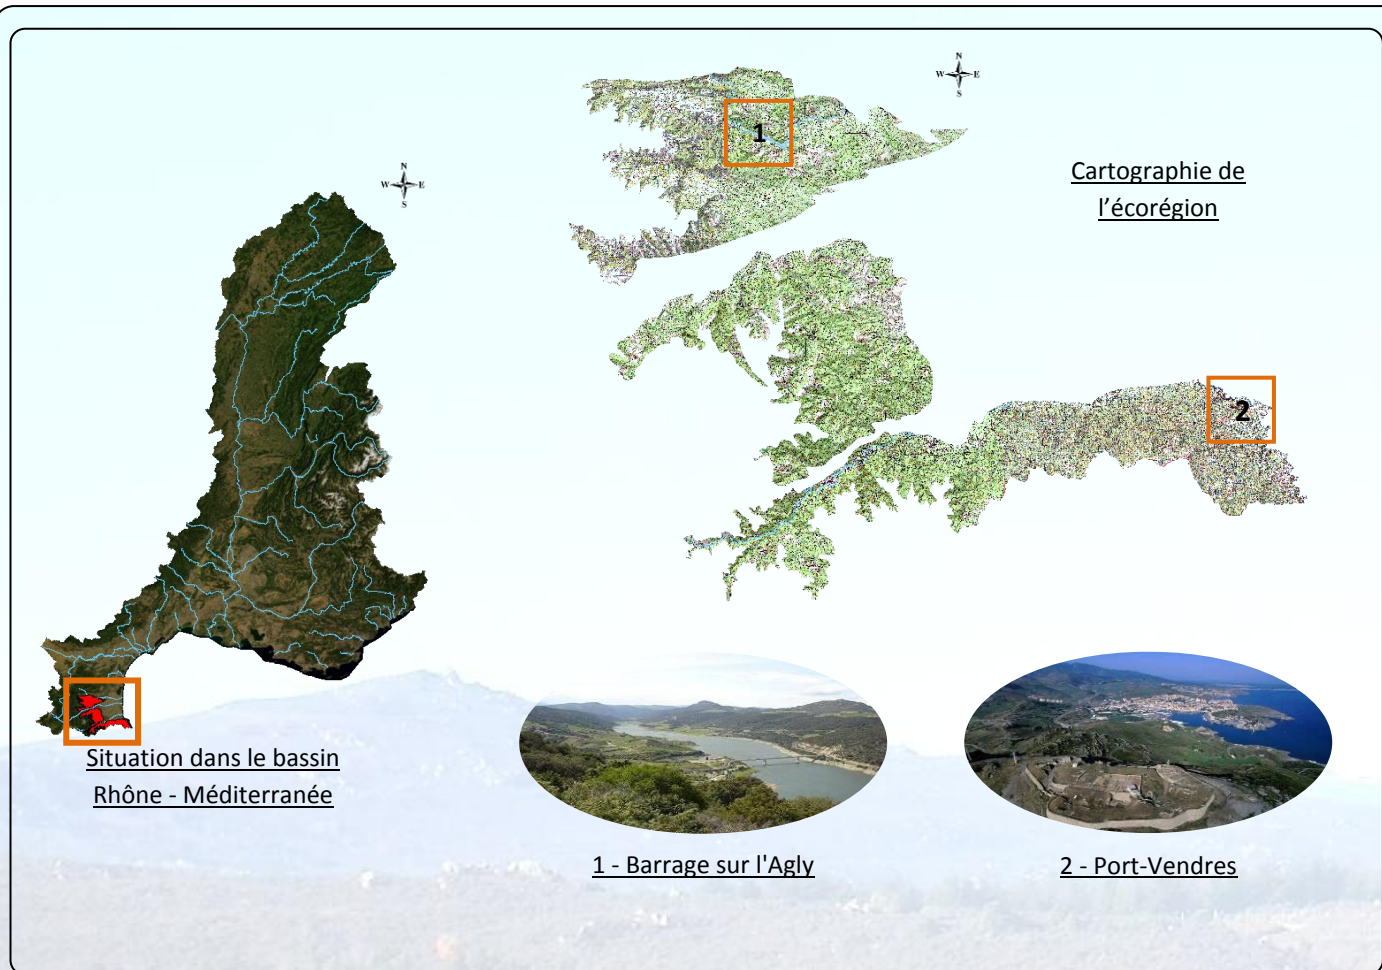 N
W E
S
1
Cartographie de
l'écorégion
N
W E
S
2
Situation dans le bassin
Rhône - Méditerranée
1 - Barrage sur l'Agly
2 - Port-Vendres